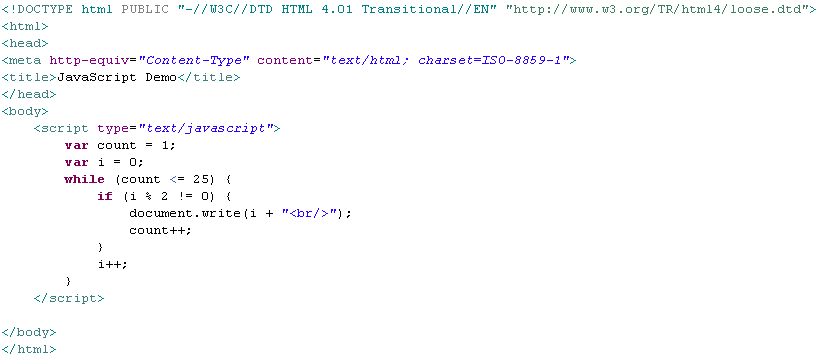 <!DOCTYPE html PUBLIC "-//W3C//DTD HTML 4.01 Transitional//EN" "http://www.w3.org/TR/html4/loose.dtd">
<html>
<head>
<meta http-equiv="Content-Type" content="text/html; charset=ISO-8859-1">
<title>JavaScript Demo</title>
</head>
<body>
    <script type="text/javascript">
        var count = 1;
        var i = 0;
        while (count <= 25) {
            if (i % 2 != 0) {
                document.write(i + "<br/>");
                count++;
            }
            i++;
        }
    </script>

</body>
</html>